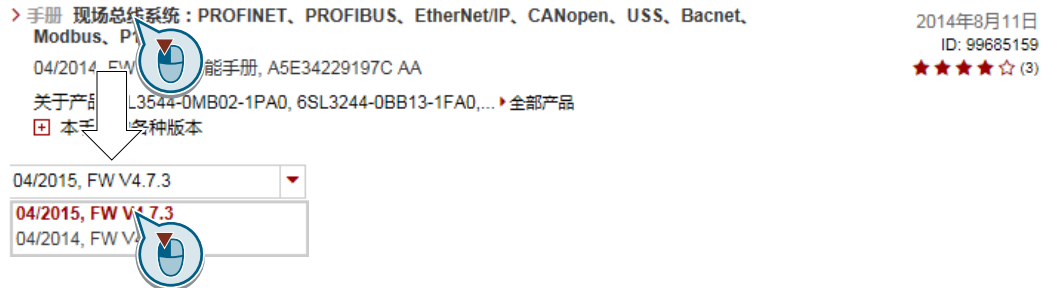 手册 现场总线系统：PROFINET、PROFIBUS、EtherNet/IP、CANopen、USS、Bacnet、
Modbus、P1
2014年8月11日
ID: 99685159
(3)
04/2014, FW 能手册, A5E34229197C AA
关于产品 L3544-0MB02-1PA0, 6SL3244-0BB13-1FA0,... 全部产品
本手 各种版本
04/2015, FW V4.7.3
04/2015, FW V4.7.3
04/2014, FW V4